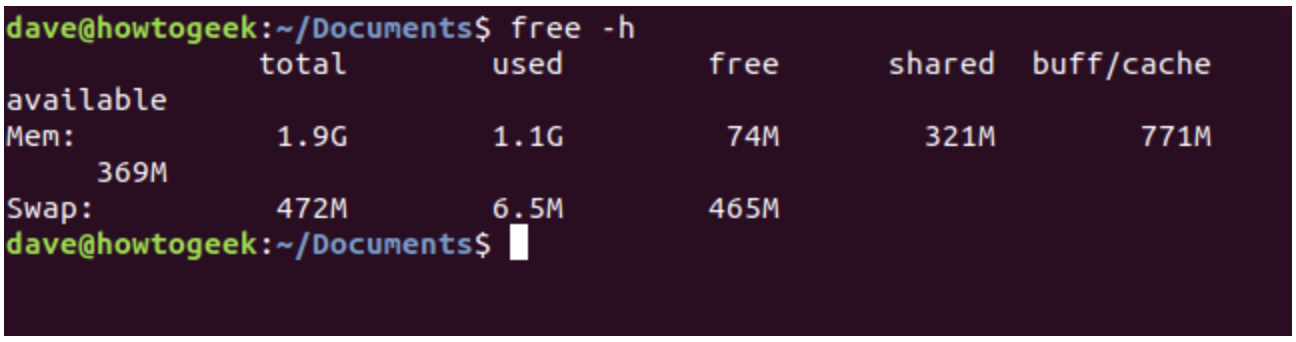 dave@howtogeek:~/Documents$ free -h
              total        used        free      shared  buff/cache
available
Mem:           1.9G        1.1G         74M        321M        771M
     369M
Swap:          472M        6.5M        465M
dave@howtogeek:~/Documents$